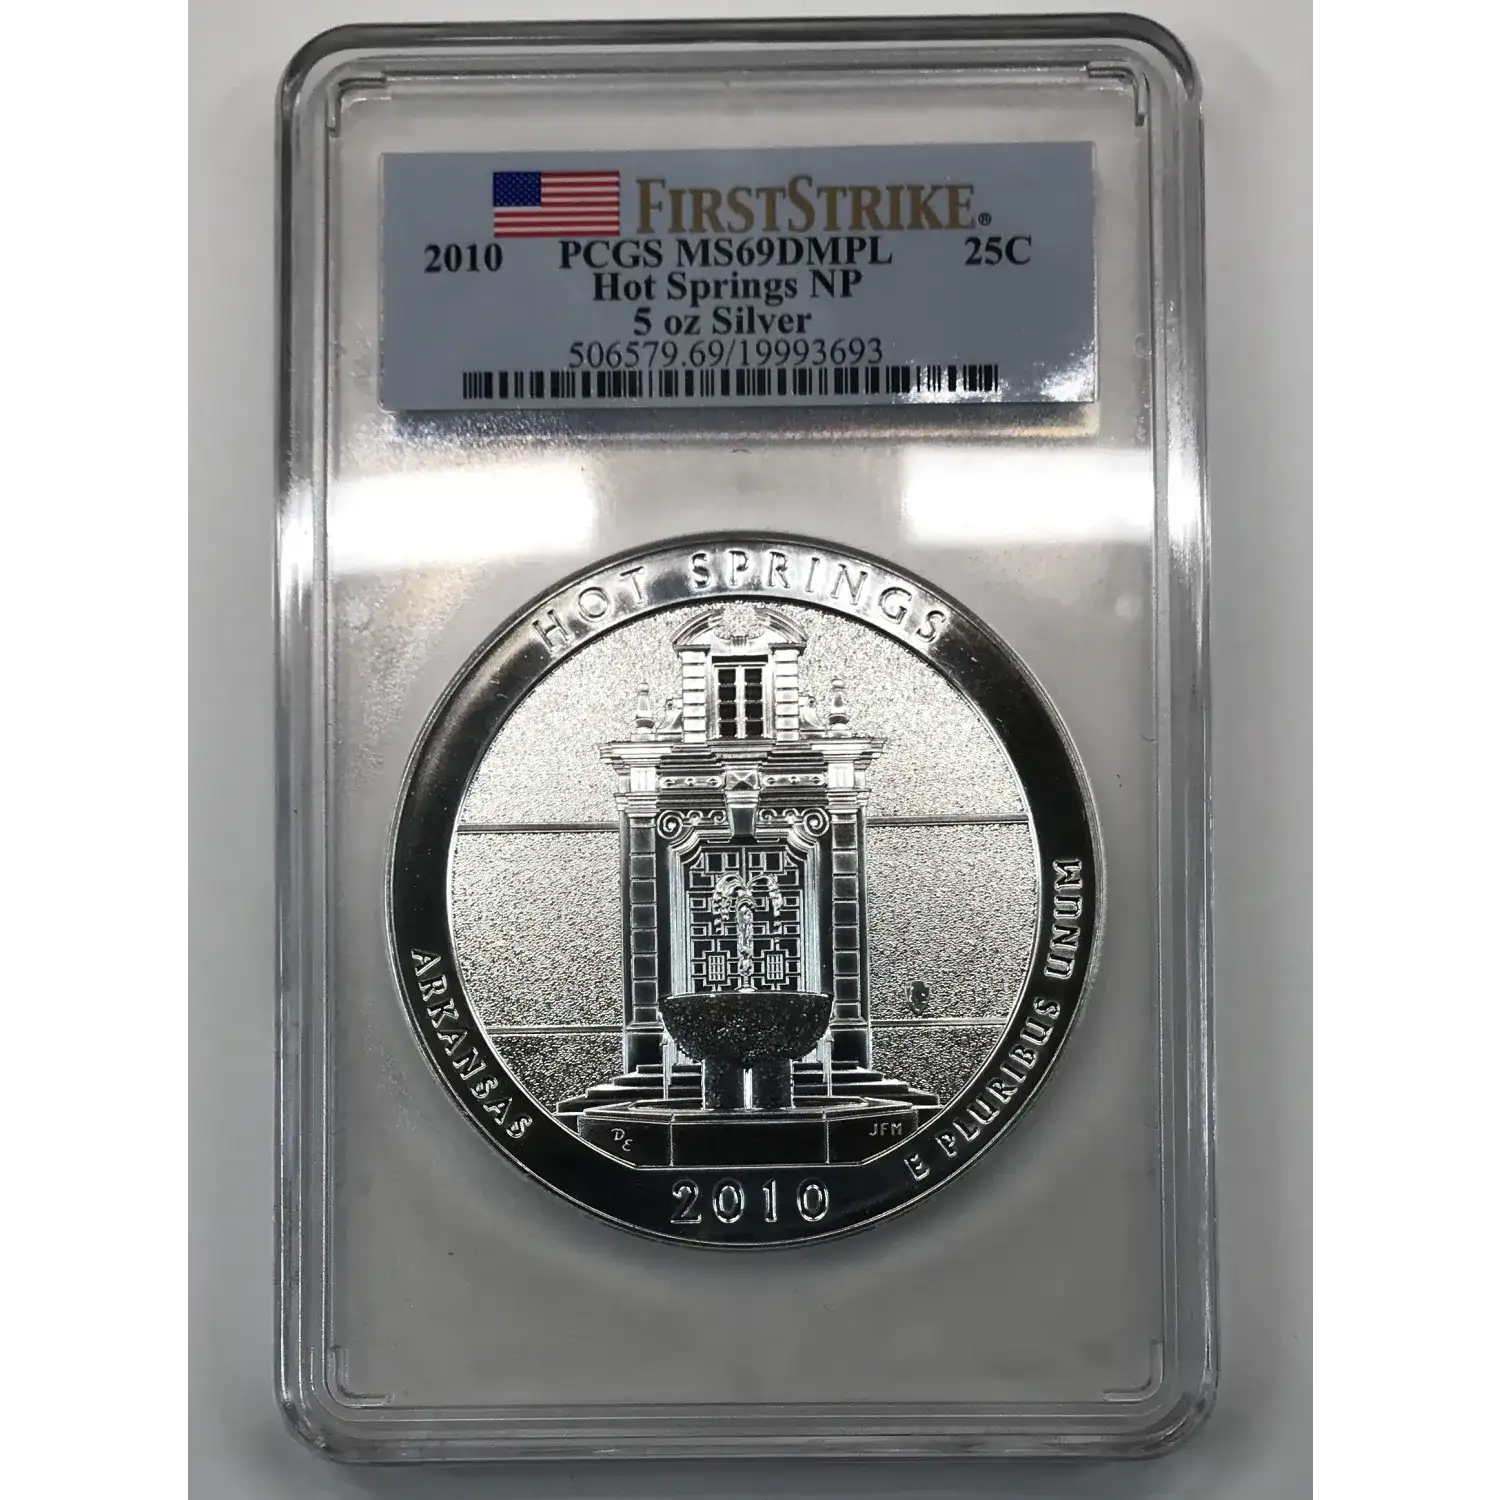 FIRSTSTRIKE®
2010 PCGS MS69DMPL 25C
Hot Springs NP
5 oz Silver
506579.69/19993693
HOT SPRINGS
ARKANSAS
E PLURIBUS UNUM
DE
JFM
2010